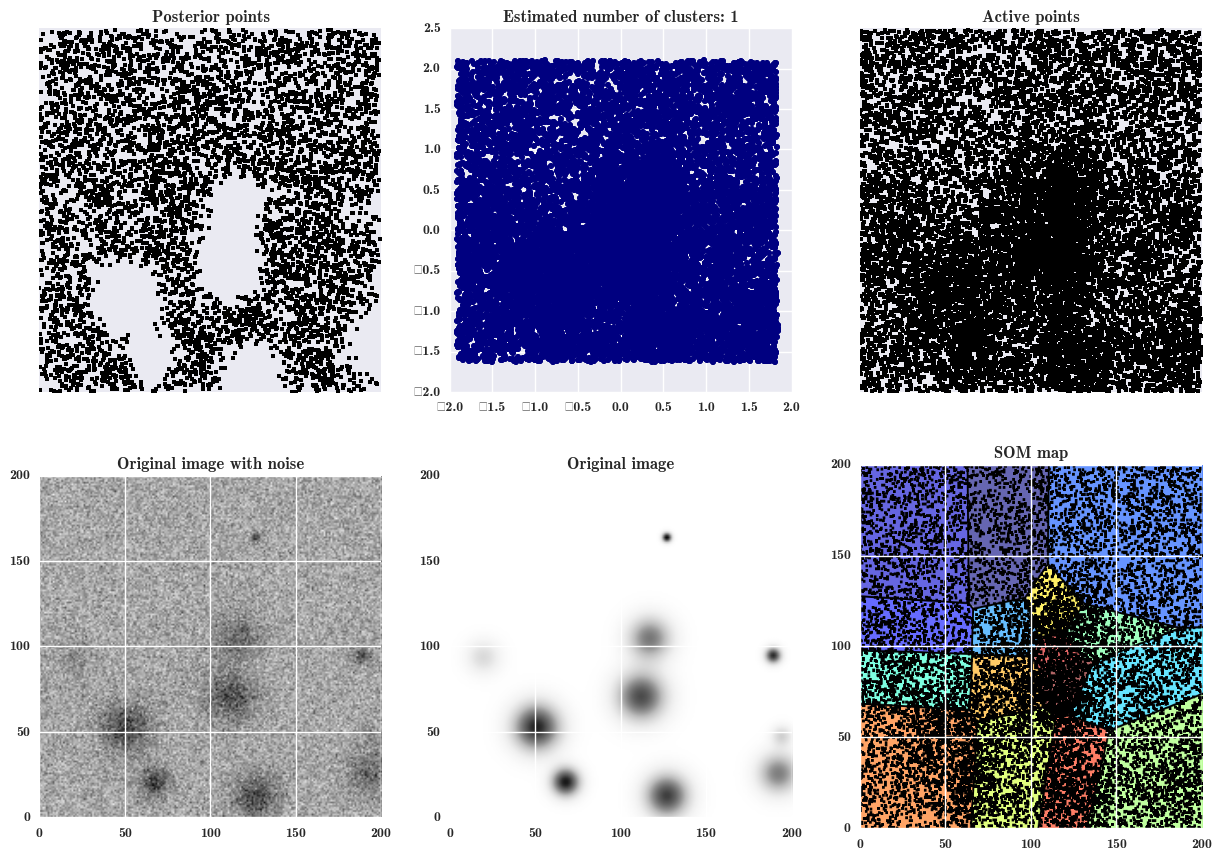 Posterior points
Estimated number of clusters: 1
Active points
2.5
2.0
1.5
1.0
0.5
0.0
□0.5
□1.0
□1.5
□2.0
□2.0 □1.5 □1.0 □0.5 0.0 0.5 1.0 1.5 2.0
Original image with noise
Original image
SOM map
200
150
100
50
0
0 50 100 150 200
200
150
100
50
0
0 50 100 150 200
200
150
100
50
0
0 50 100 150 200